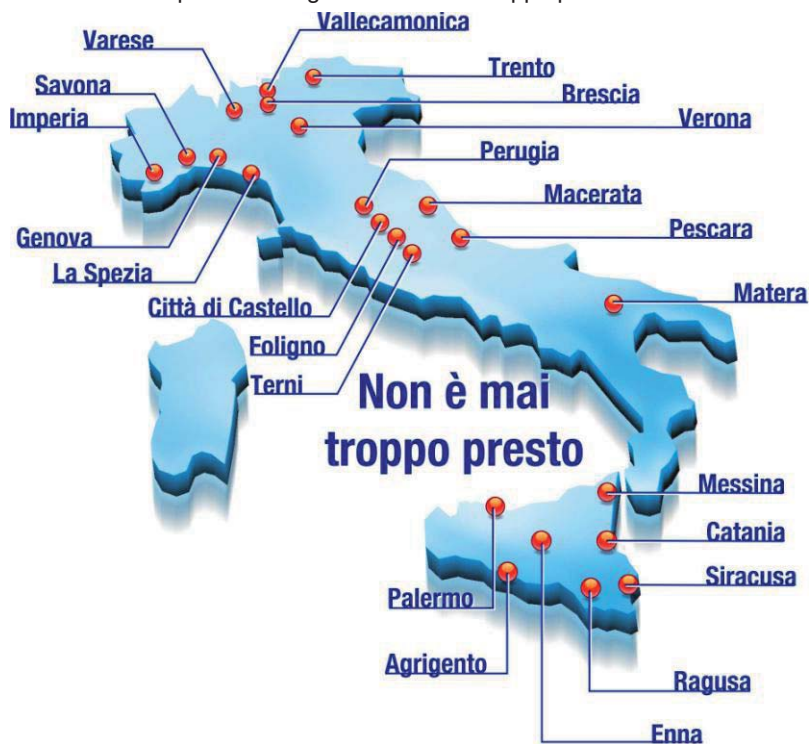 Vallecamonica
Varese
Trento
Savona
Brescia
Imperia
Verona
Perugia
Macerata
Genova
Pescara
La Spezia
Città di Castello
Matera
Foligno
Terni
Non è mai
troppo presto
Messina
Catania
Siracusa
Palermo
Agrigento
Ragusa
Enna